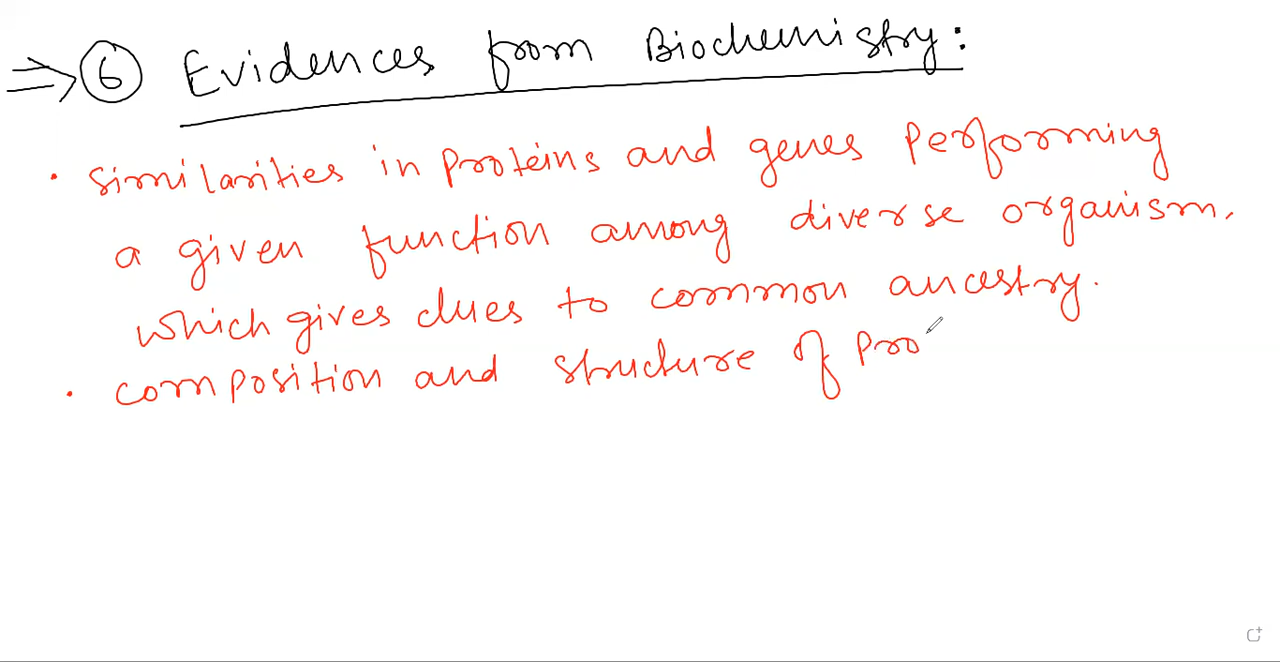 ⇒ ⑥ Evidences from Biochemistry:
• Similarities in proteins and genes performing
a given function among diverse organism,
which gives clues to common ancestry.
• composition and structure of Pro